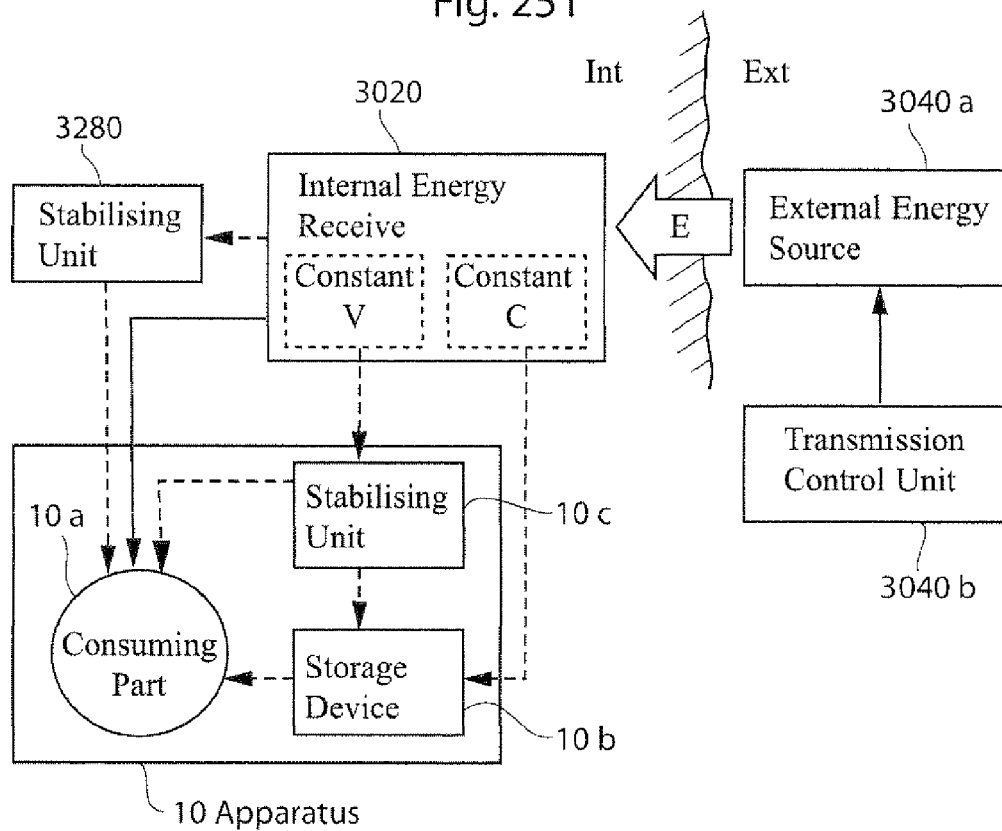 Fig. 251
Int
Ext
3020
3040 a
3280
Internal Energy
Receive
Stabilising
Unit
E
External Energy
Source
Constant
V
Constant
C
Transmission
Control Unit
Stabilising
Unit
10 a
10 c
3040 b
Consuming
Part
Storage
Device
10 b
10 Apparatus